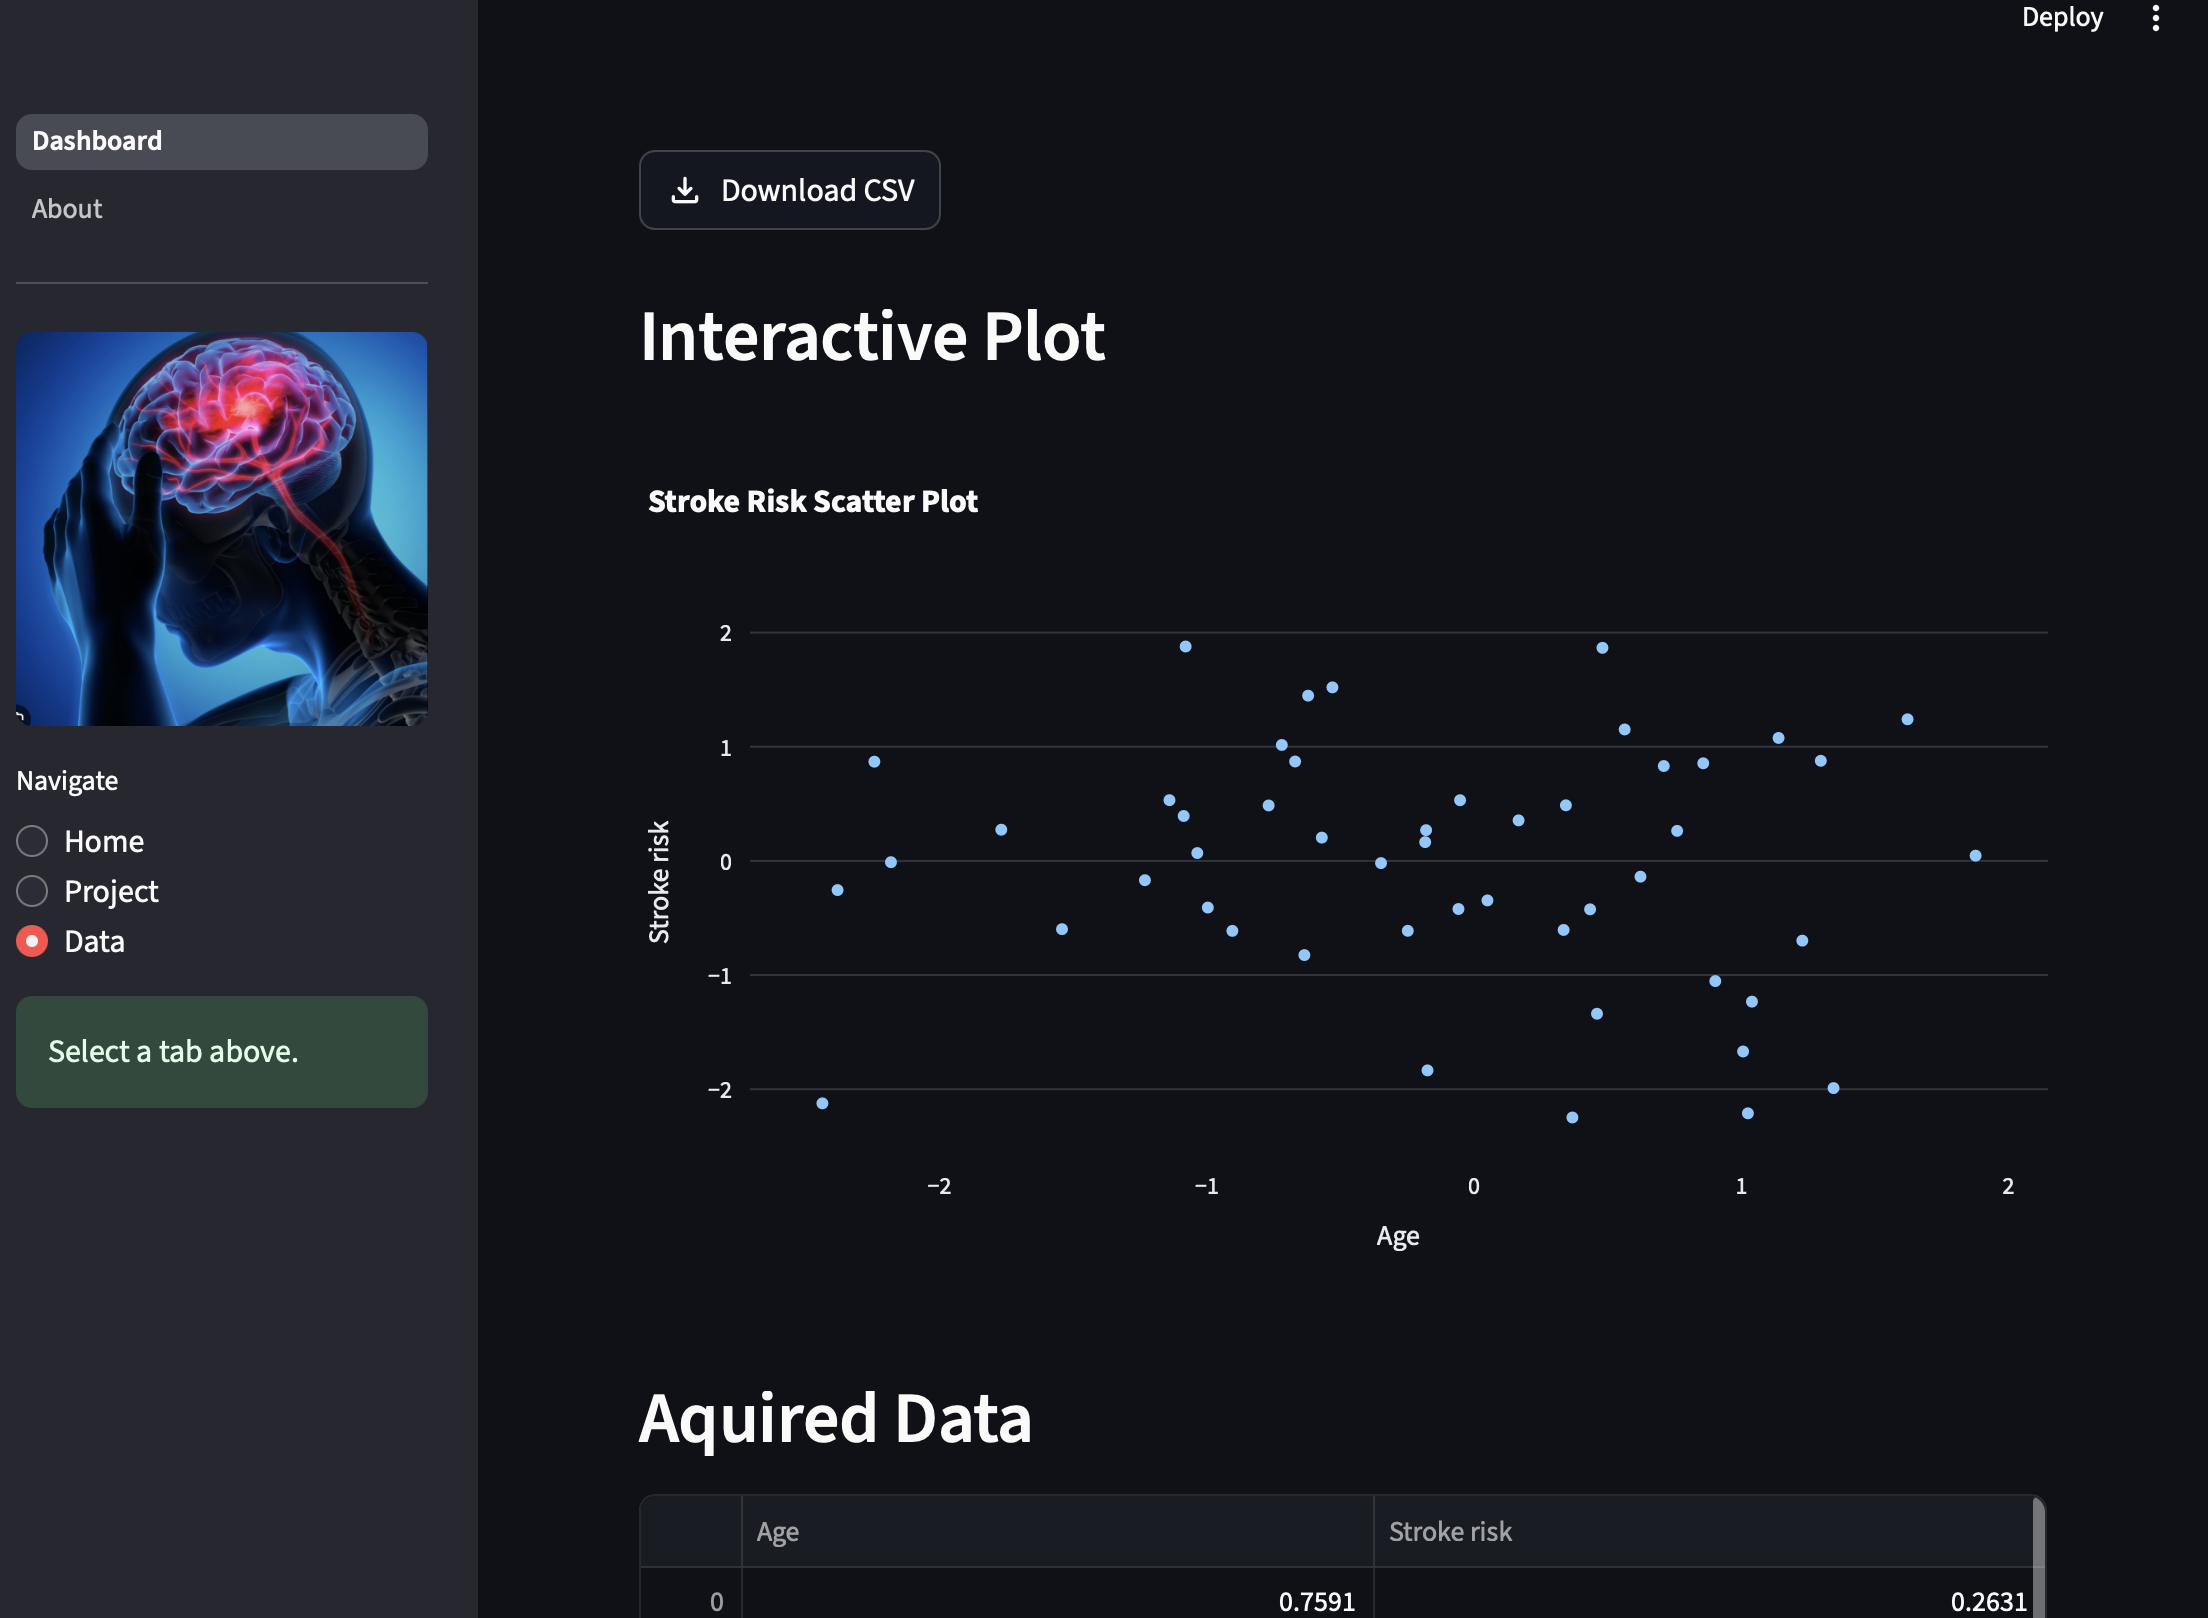 Deploy
Dashboard
About
Navigate
Home
Project
Data
Select a tab above.
Download CSV
Interactive Plot
Stroke Risk Scatter Plot
2
1
0
−1
−2
Stroke risk
−2
−1
0
1
2
Age
Aquired Data
Age Stroke risk
0 0.7591 0.2631